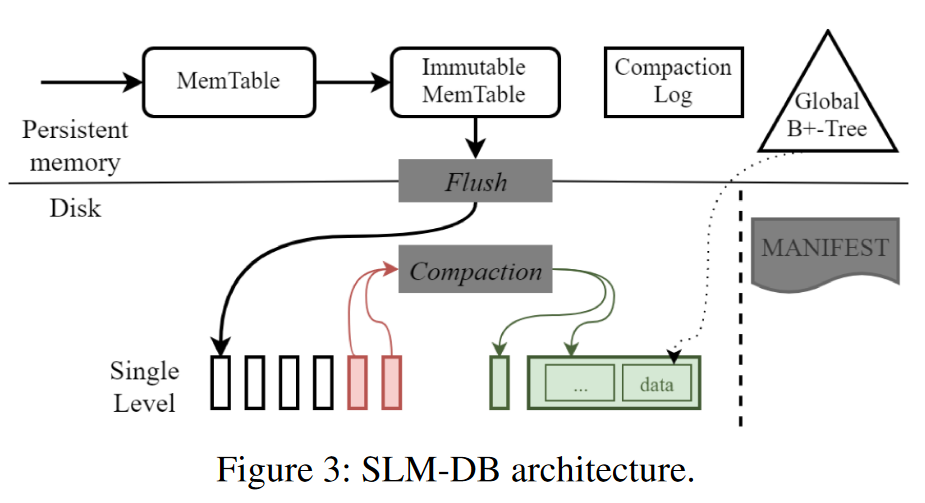 MemTable
Immutable
MemTable
Compaction
Log
Global
B+-Tree
Persistent
memory
Flush
Disk
MANIFEST
Compaction
Single
Level
...
data
Figure 3: SLM-DB architecture.